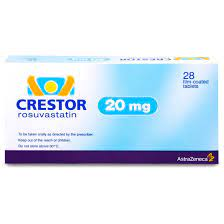 CRESTOR
rosuvastatin
20 mg
28
film-coated
tablets
To be taken orally as directed by the prescriber.
Keep out of the reach of children.
Do not store above 30°C.
AstraZeneca